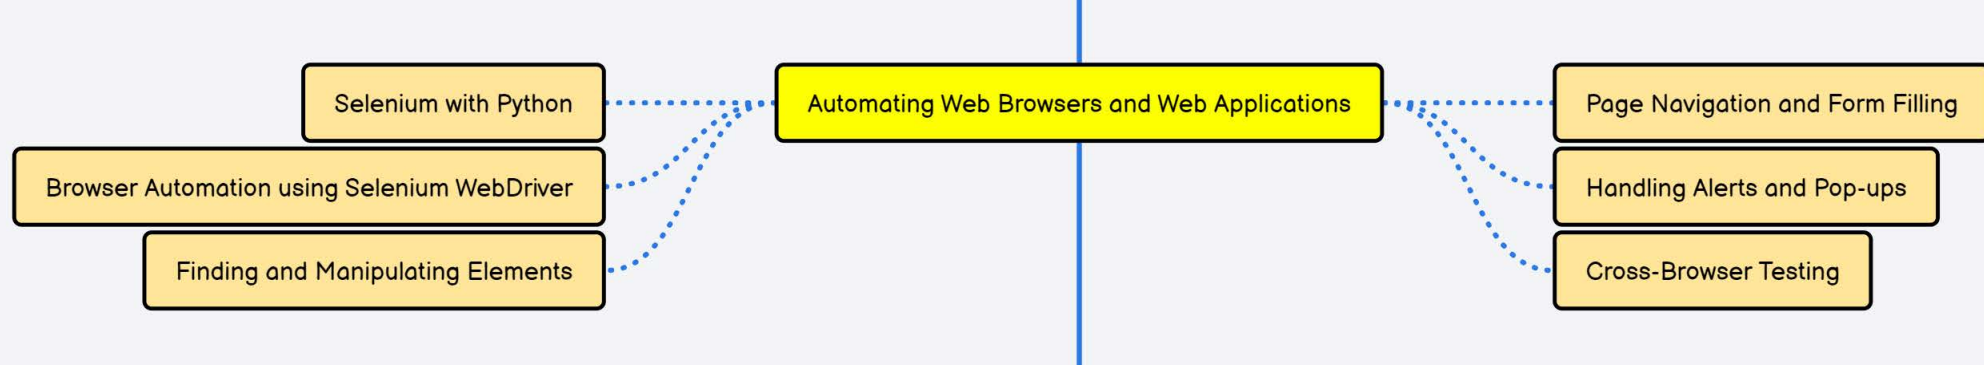 Selenium with Python
Automating Web Browsers and Web Applications
Page Navigation and Form Filling
Browser Automation using Selenium WebDriver
Handling Alerts and Pop-ups
Finding and Manipulating Elements
Cross-Browser Testing